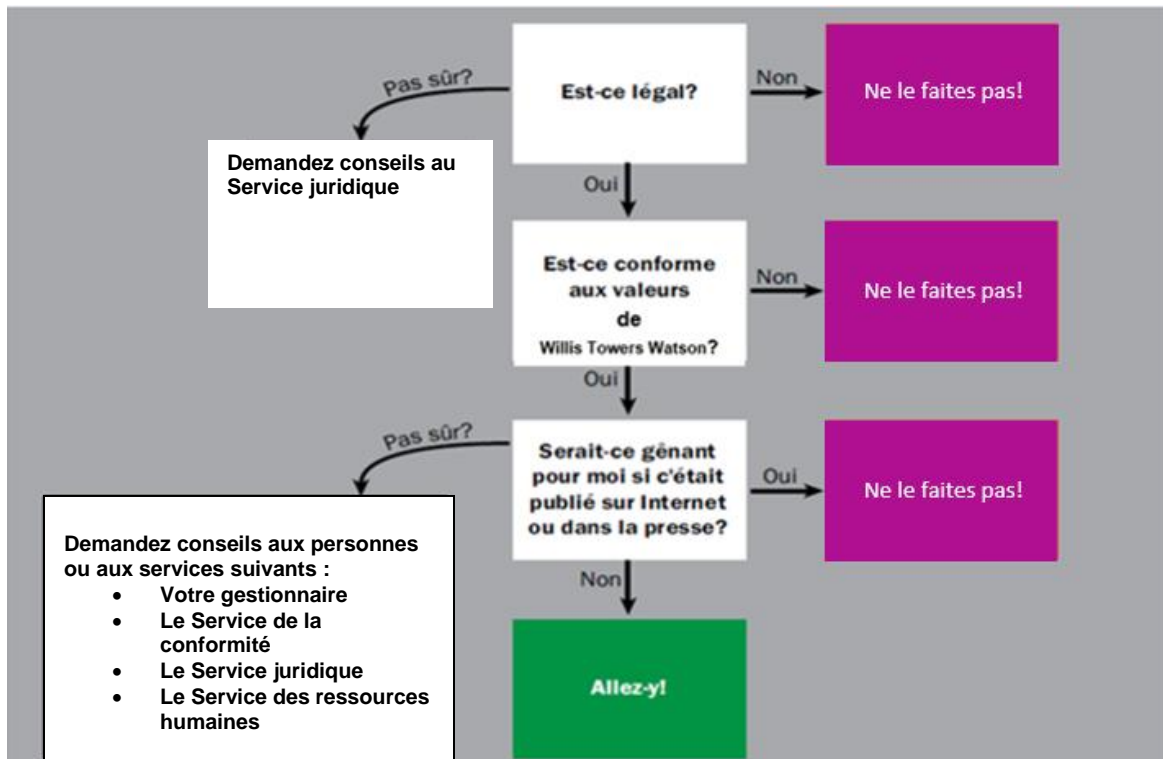 Pas sûr?
Est-ce légal?
Non
Ne le faites pas!
Demandez conseils au
Service juridique
Oui
Est-ce conforme
aux valeurs
de
Willis Towers Watson?
Non
Ne le faites pas!
Oui
Pas sûr?
Serait-ce gênant
pour moi si c'était
publié sur Internet
ou dans la presse?
Oui
Ne le faites pas!
Demandez conseils aux personnes
ou aux services suivants :
• Votre gestionnaire
• Le Service de la
conformité
• Le Service juridique
• Le Service des ressources
humaines
Non
Allez-y!